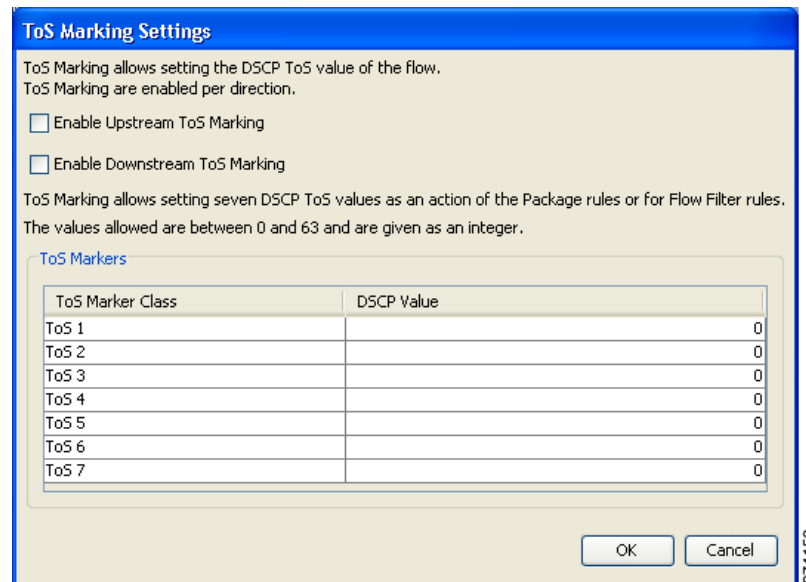 ToS Marking Settings
ToS Marking allows setting the DSCP ToS value of the flow.
ToS Marking are enabled per direction.
Enable Upstream ToS Marking
Enable Downstream ToS Marking
ToS Marking allows setting seven DSCP ToS values as an action of the Package rules or for Flow Filter rules.
The values allowed are between 0 and 63 and are given as an integer.
ToS Markers
ToS Marker Class DSCP Value
ToS 1 0
ToS 2 0
ToS 3 0
ToS 4 0
ToS 5 0
ToS 6 0
ToS 7 0
OK Cancel